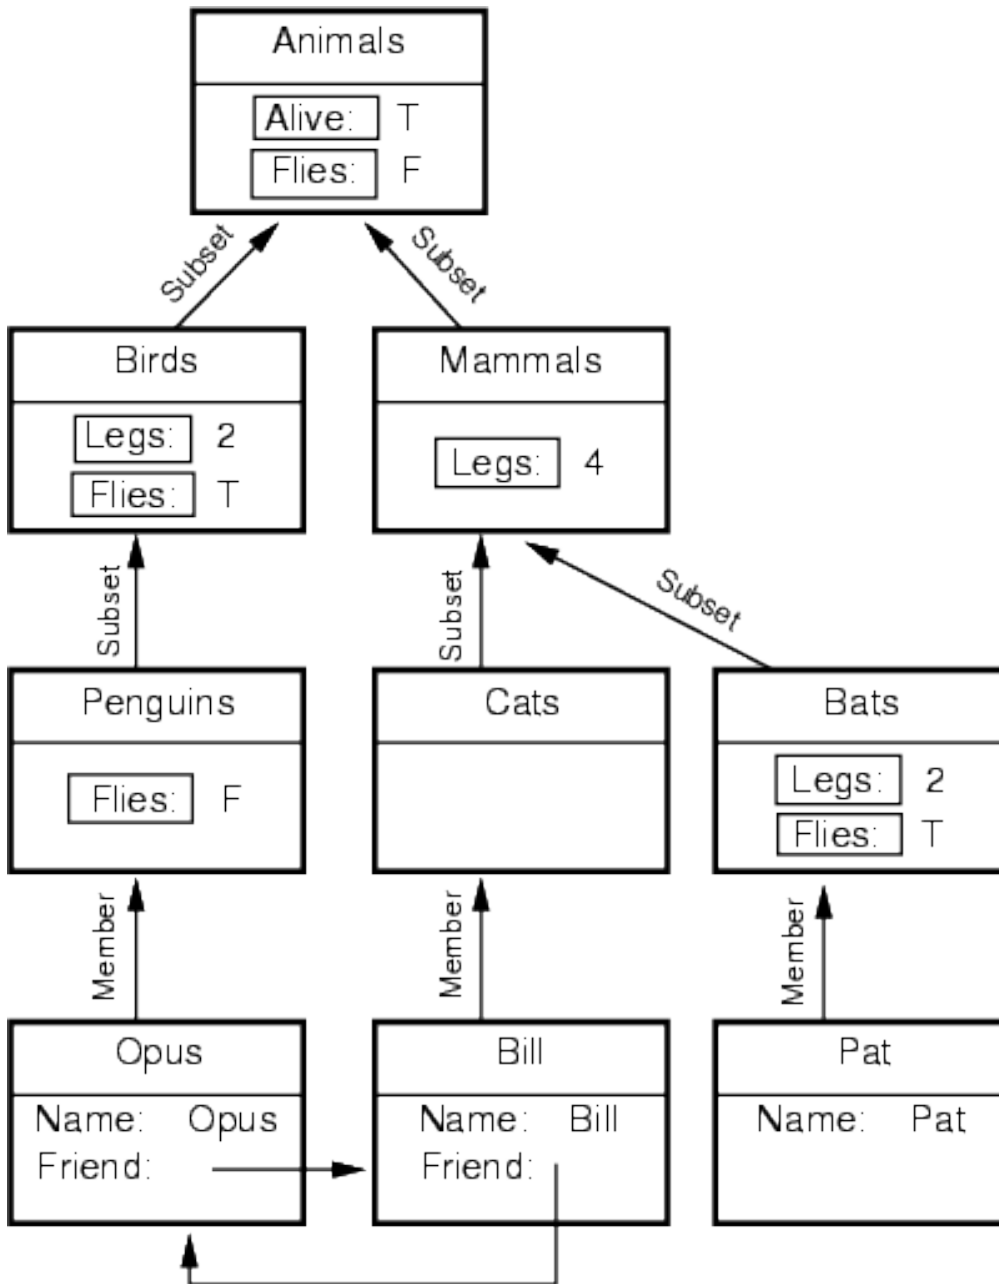 Animals
Alive: T
Flies: F
Subset
Subset
Birds
Mammals
Legs: 2
Flies: T
Legs: 4
Subset
Subset
Subset
Penguins
Cats
Bats
Flies: F
Legs: 2
Flies: T
Member
Member
Member
Opus
Bill
Pat
Name: Opus
Friend:
Name: Bill
Friend:
Name: Pat